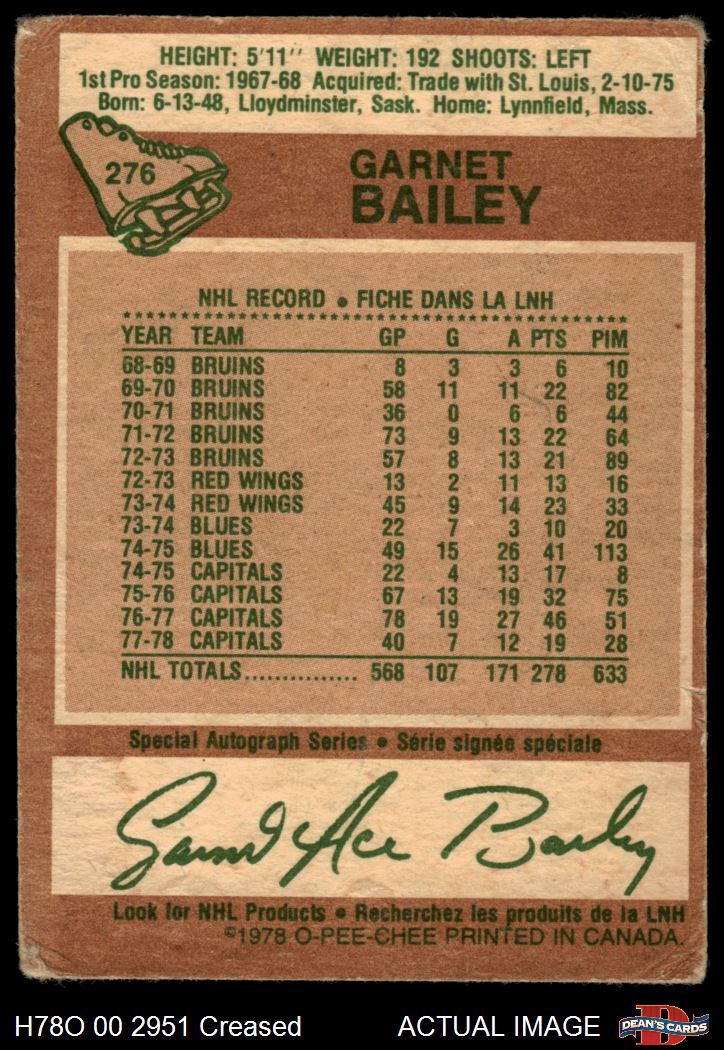 HEIGHT: 5'11'' WEIGHT: 192 SHOOTS: LEFT
1st Pro Season: 1967-68 Acquired: Trade with St. Louis, 2-10-75
Born: 6-13-48, Lloydminster, Sask. Home: Lynnfield, Mass.
276
GARNET
BAILEY
NHL RECORD • FICHE DANS LA LNH
YEAR TEAM GP G A PTS PIM
68-69 BRUINS 8 3 3 6 10
69-70 BRUINS 58 11 11 22 82
70-71 BRUINS 36 0 6 6 44
71-72 BRUINS 73 9 13 22 64
72-73 BRUINS 57 8 13 21 89
72-73 RED WINGS 13 2 11 13 16
73-74 RED WINGS 45 9 14 23 33
73-74 BLUES 22 7 3 10 20
74-75 BLUES 49 15 26 41 113
74-75 CAPITALS 22 4 13 17 8
75-76 CAPITALS 67 13 19 32 75
76-77 CAPITALS 78 19 27 46 51
77-78 CAPITALS 40 7 12 19 28
NHL TOTALS............... 568 107 171 278 633
Special Autograph Series • Série signée spéciale
Garnet Ace Bailey
Look for NHL Products • Recherchez les produits de la LNH
©1978 O-PEE-CHEE PRINTED IN CANADA.
H78O 00 2951 Creased ACTUAL IMAGE
D
DEAN'S CARDS